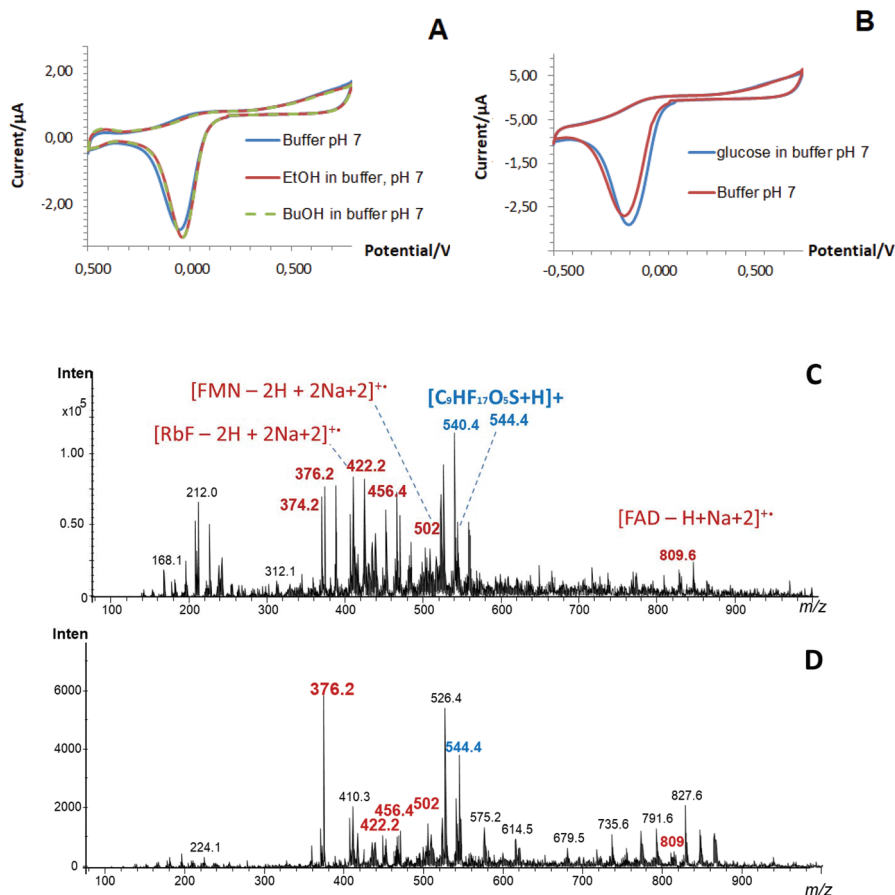 A
B
2,00
0,00
-2,00
Current/µA
Buffer pH 7
EtOH in buffer, pH 7
BuOH in buffer pH 7
Potential/V
0,500
0,000
0,500
5,00
-5,00
-1,50
-2,50
Current/µA
glucose in buffer pH 7
Buffer pH 7
Potential/V
-0,500
0,000
0,500
Inten
x10⁵
C
[FMN – 2H + 2Na+2]⁺•
[C₉HF₁₇O₅S+H]+
[RbF – 2H + 2Na+2]⁺•
540.4
544.4
1.00
376.2
422.2
374.2
456.4
212.0
[FAD – H+Na+2]⁺•
0.50
502
809.6
168.1
312.1
0
100 200 300 400 500 600 700 800 900 m/z
Inten
D
376.2
6000
526.4
544.4
4000
2000
410.3
456.4
502
827.6
422.2
575.2
614.5
735.6
791.6
224.1
679.5
809
0
100 200 300 400 500 600 700 800 900
m/z